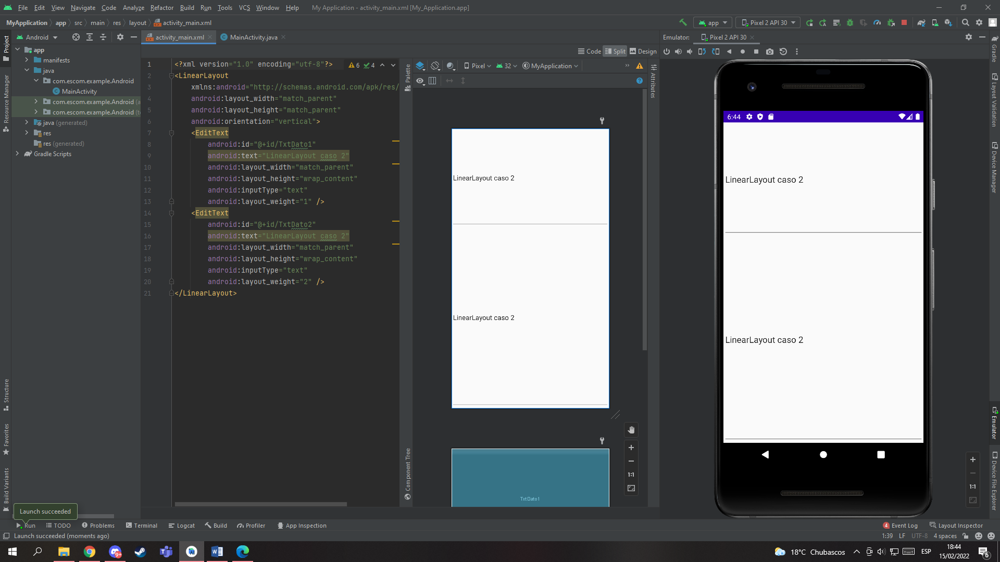 File Edit View Navigate Code Analyze Refactor Build Run Tools VCS Window Help My Application - activity_main.xml [My_Application.app]
MyApplication app src main res layout activity_main.xml
app Pixel 2 API 30
Project
Android
activity_main.xml MainActivity.java
Emulator: Pixel 2 API 30
Code Split Design
app
manifests
java
com.escom.example.Android
MainActivity
com.escom.example.Android (a
com.escom.example.Android (t
java (generated)
res
res (generated)
Gradle Scripts
Resource Manager
Structure
Favorites
Build Variants
6 4
1 <?xml version="1.0" encoding="utf-8"?>
2 <LinearLayout
3 xmlns:android="http://schemas.android.com/apk/res/
4 android:layout_width="match_parent"
5 android:layout_height="match_parent"
6 android:orientation="vertical">
7 <EditText
8 android:id="@+id/TxtDato1"
9 android:text="LinearLayout caso 2"
10 android:layout_width="match_parent"
11 android:layout_height="wrap_content"
12 android:inputType="text"
13 android:layout_weight="1" />
14 <EditText
15 android:id="@+id/TxtDato2"
16 android:text="LinearLayout caso 2"
17 android:layout_width="match_parent"
18 android:layout_height="wrap_content"
19 android:inputType="text"
20 android:layout_weight="2" />
21 </LinearLayout>
Palette
Component Tree
Pixel 32 MyApplication
Attributes
LinearLayout caso 2
LinearLayout caso 2
TxtDato1
1:1
6:44
LinearLayout caso 2
LinearLayout caso 2
1:1
Gradle
Layout Validation
Device Manager
Emulator
Device File Explorer
Launch succeeded
Run TODO Problems Terminal Logcat Build Profiler App Inspection
4 Event Log Layout Inspector
Launch succeeded (moments ago)
1:39 LF UTF-8 4 spaces
9+
18°C Chubascos
ESP
18:44
15/02/2022
6